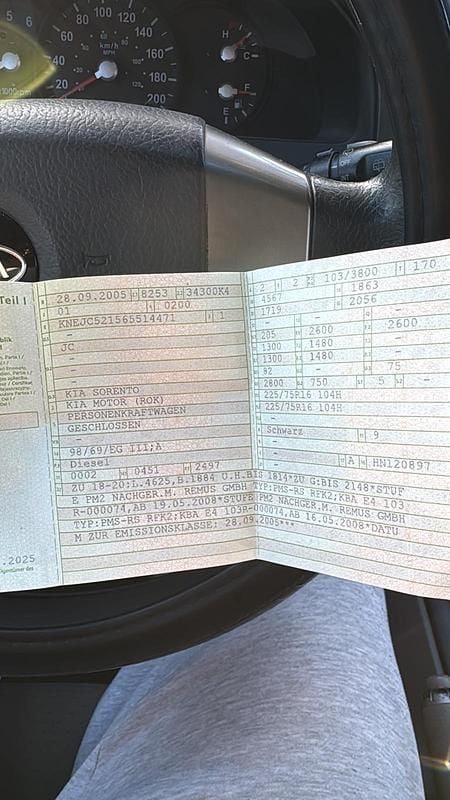 5 6
x1000rpm
20
40
60
80
100
120
140
160
180
200
km/h
MPH
H
C
F
E
OFF
Teil I
28.09.2005 8253 34300K4
01 0200
KNEJC521565514471 1
-
JC
-
-
KIA SORENTO
KIA MOTOR (ROK)
PERSONENKRAFTWAGEN
GESCHLOSSEN
-
98/69/EG III;A
Diesel
0002 0451 2497
2 2 103/3800 170
4567 1863
1719 2056
- -
205 2600 2600
1300 1480 -
1300 1480 -
82 - 75
2800 750 5 -
225/75R16 104H
225/75R16 104H
-
Schwarz 9
-
- A HN120897
ZU 18-20:L.4625,B.1884 U.H.BIS 1814*ZU G:BIS 2148*STUF
E PM2 NACHGER.M. REMUS GMBH TYP:PMS-RS RFK2;KBA E4 103
R-000074,AB 19.05.2008*STUFE PM2 NACHGER.M. REMUS GMBH
TYP:PMS-RS RFK2;KBA E4 103R-000074,AB 16.05.2008*DATU
M ZUR EMISSIONSKLASSE; 28.09.2005***
.2025